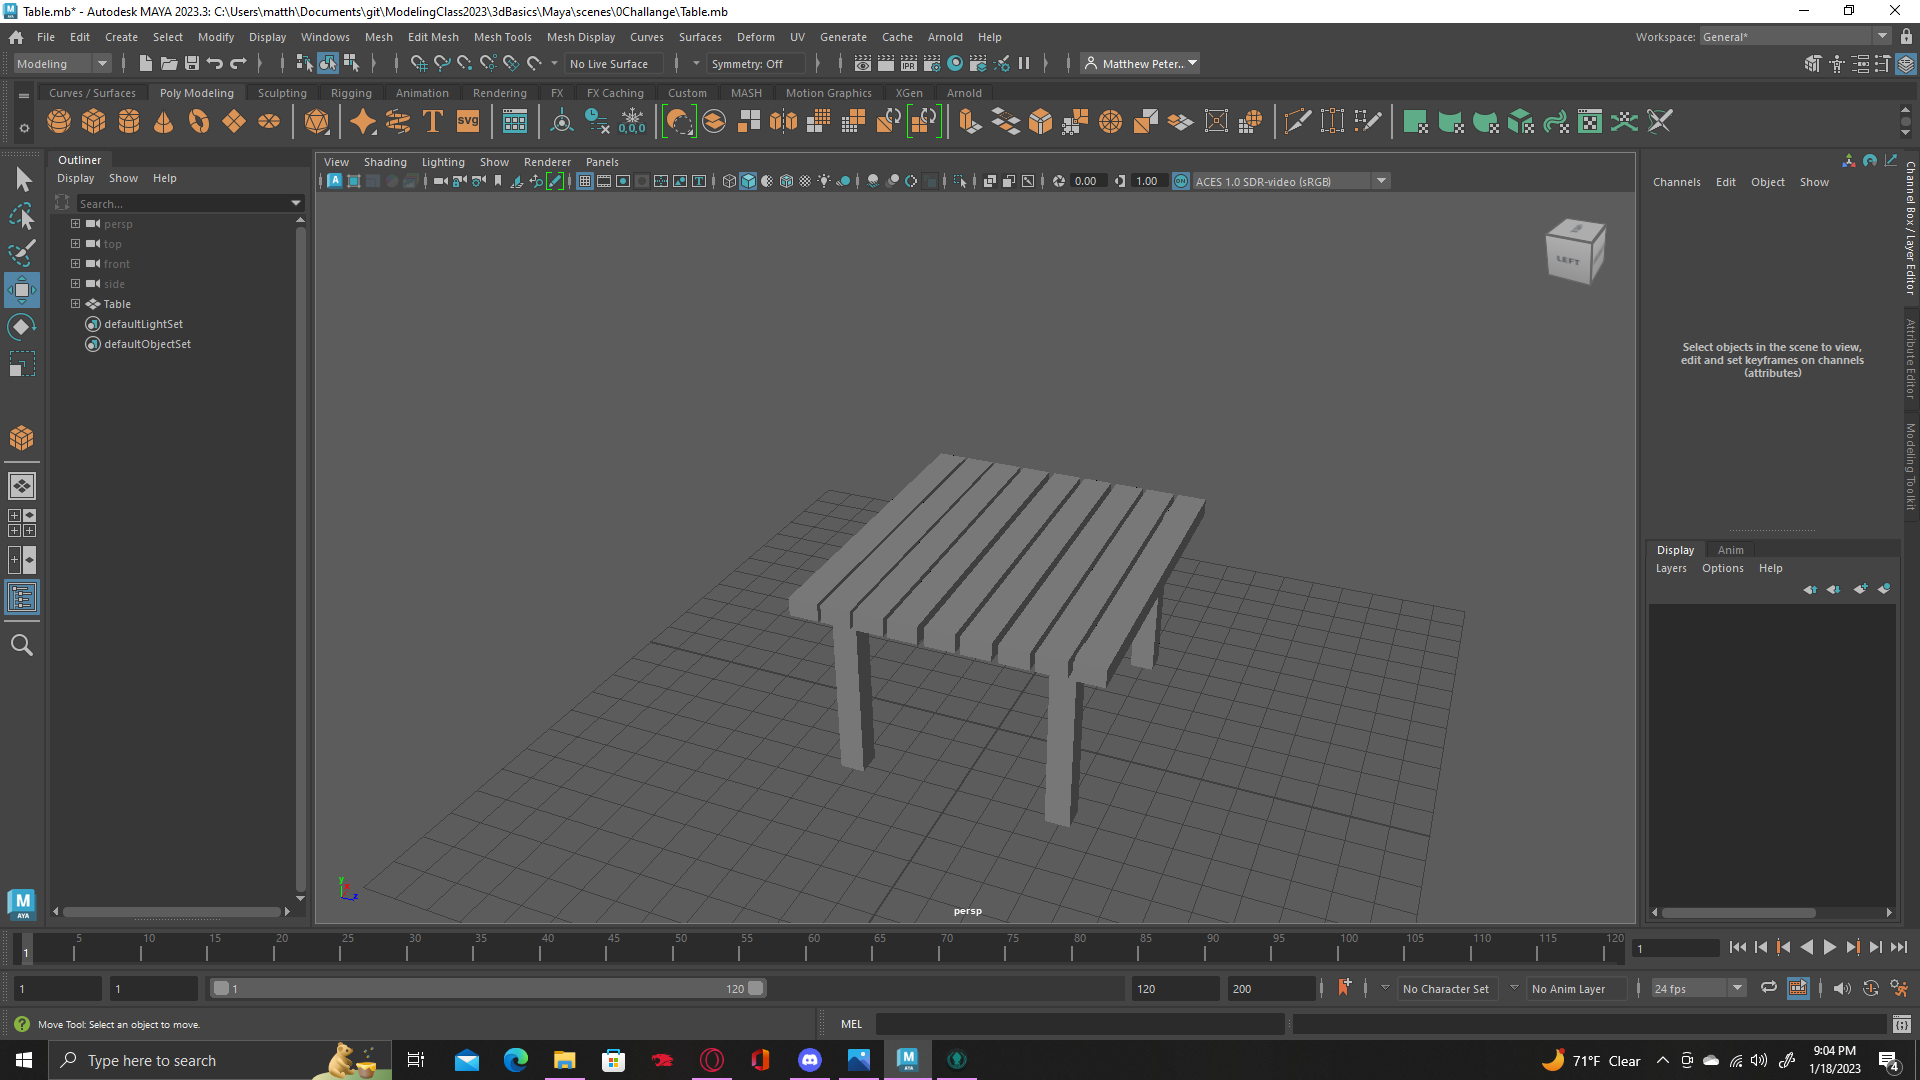 Table.mb* - Autodesk MAYA 2023.3: C:\Users\matth\Documents\git\ModelingClass2023\3dBasics\Maya\scenes\0Challange\Table.mb
File Edit Create Select Modify Display Windows Mesh Edit Mesh Mesh Tools Mesh Display Curves Surfaces Deform UV Generate Cache Arnold Help Workspace: General*
Modeling No Live Surface Symmetry: Off IPR Matthew Peter...
Curves / Surfaces Poly Modeling Sculpting Rigging Animation Rendering FX FX Caching Custom MASH Motion Graphics XGen Arnold
T SVG 0,0,0
Outliner
Display Show Help
Search...
persp
top
front
side
Table
defaultLightSet
defaultObjectSet
View Shading Lighting Show Renderer Panels
0.00 1.00 ON ACES 1.0 SDR-video (sRGB)
LEFT
y
z
persp
Channels Edit Object Show
Select objects in the scene to view,
edit and set keyframes on channels
(attributes)
Channel Box / Layer Editor
Attribute Editor
Modeling Toolkit
Display Anim
Layers Options Help
M
AYA
1 5 10 15 20 25 30 35 40 45 50 55 60 65 70 75 80 85 90 95 100 105 110 115 120 1
1 1 1 120 120 200 No Character Set No Anim Layer 24 fps
Move Tool: Select an object to move. MEL
Type here to search 71°F Clear 9:04 PM
1/18/2023
4